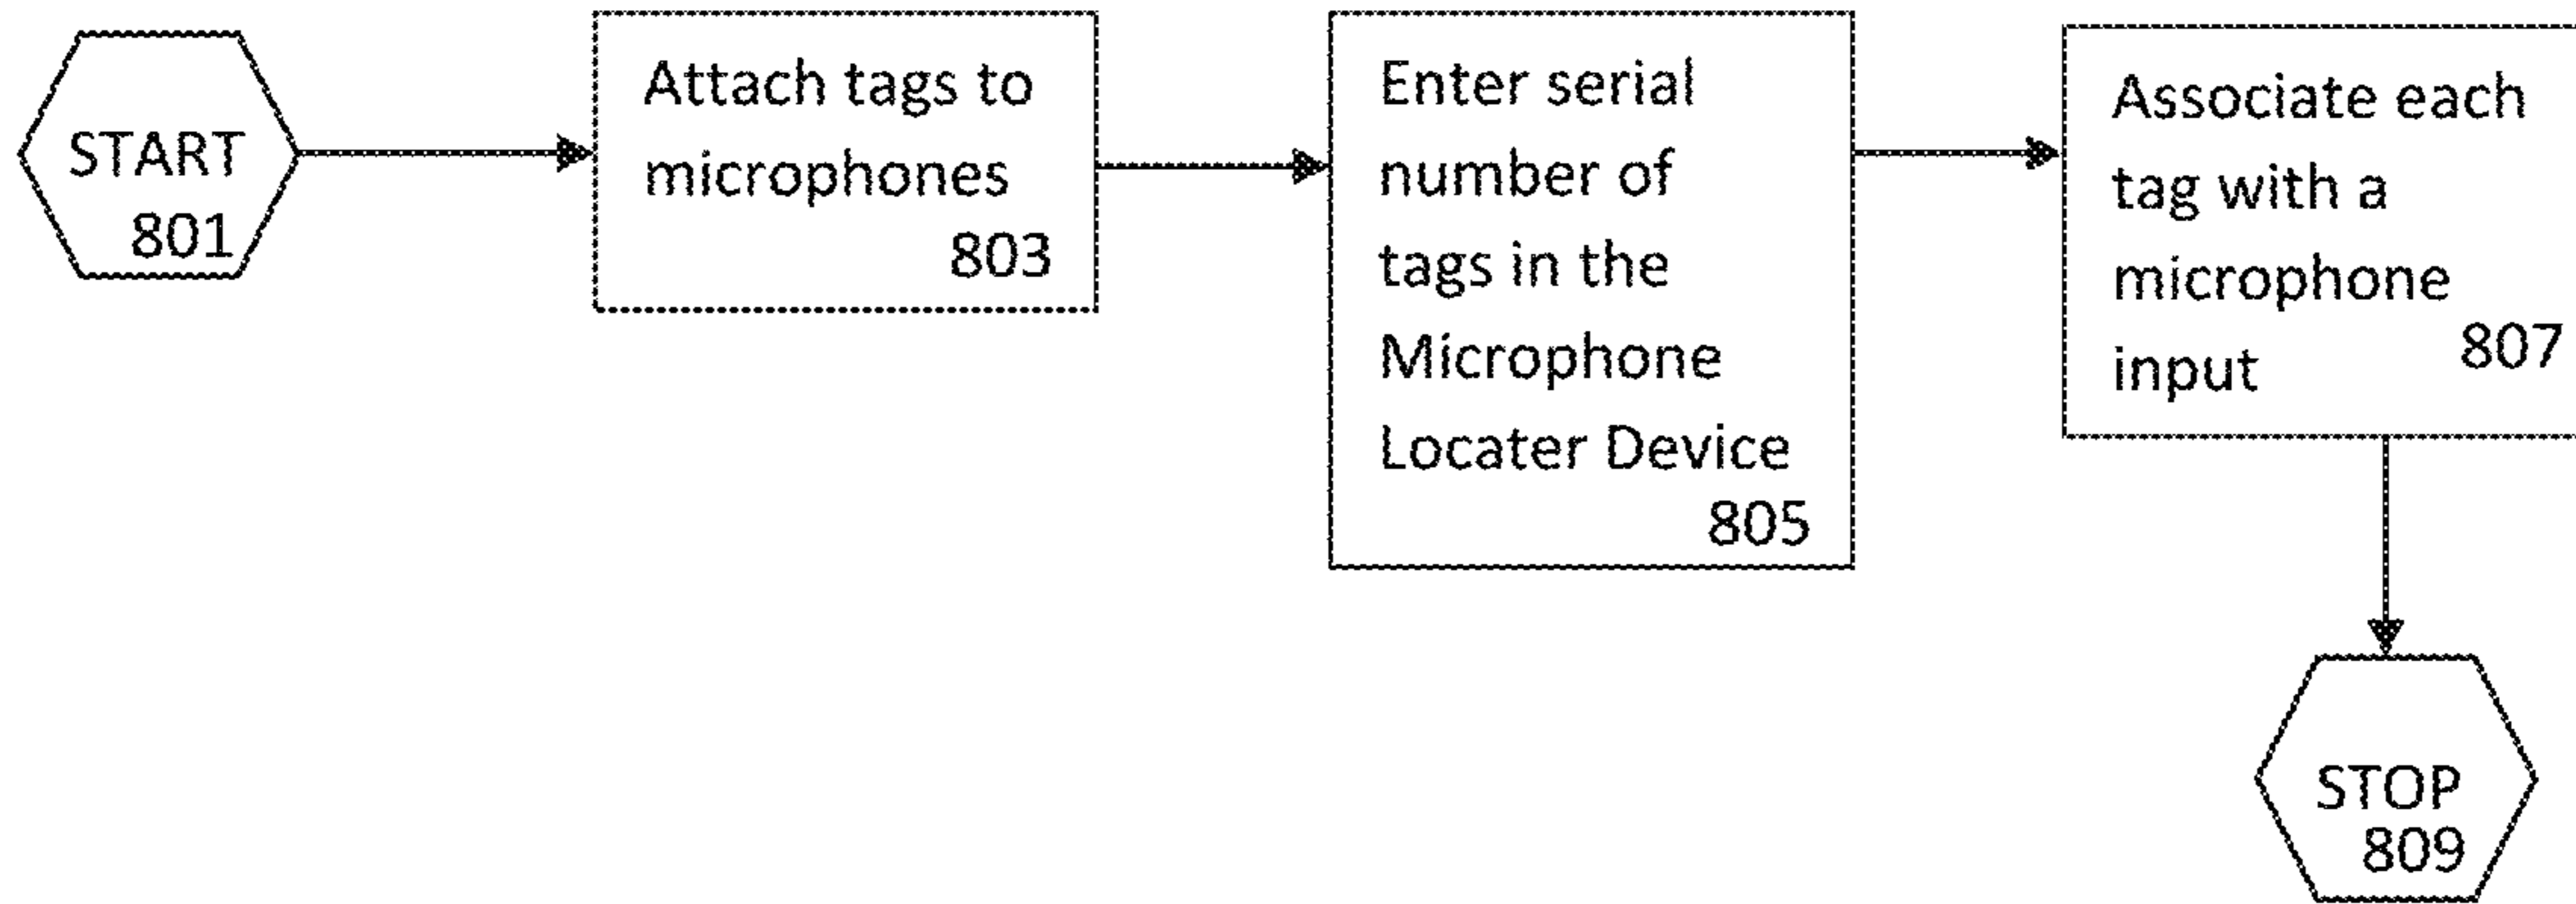 START
801
Attach tags to
microphones
803
Enter serial
number of
tags in the
Microphone
Locater Device
805
Associate each
tag with a
microphone
input
807
STOP
809